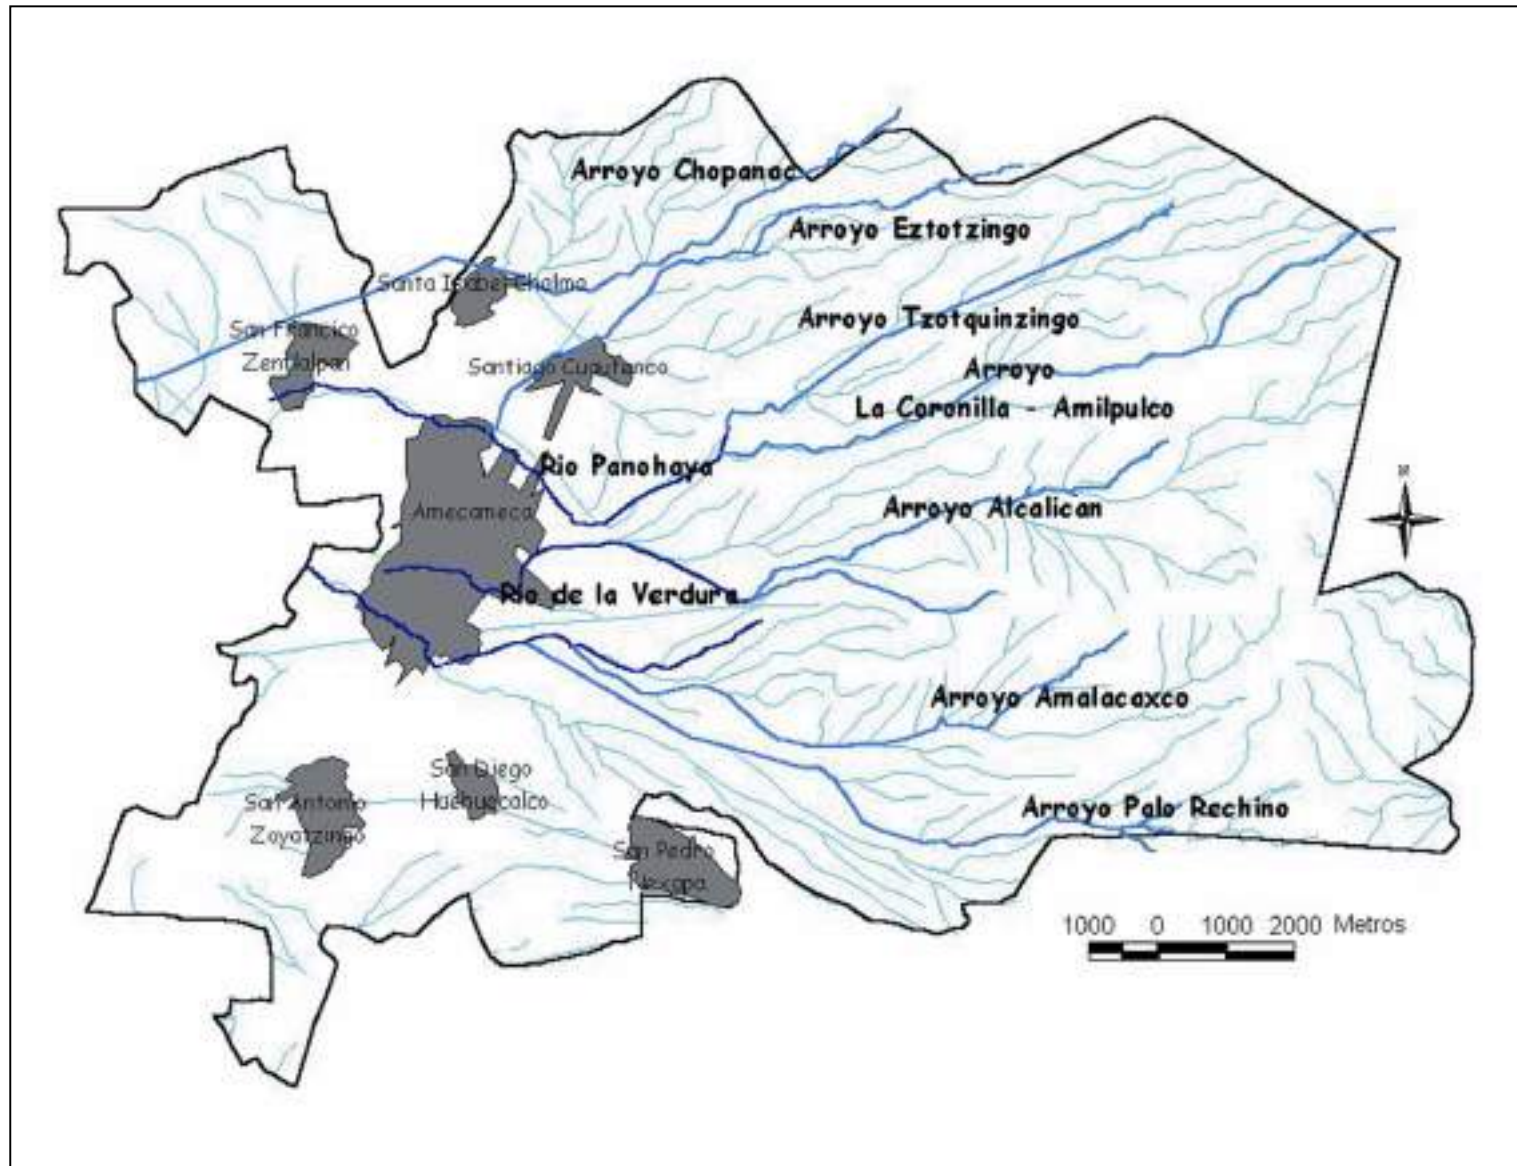 Arroyo Chopanac
Arroyo Eztotzingo
Santa Isabel Chalma
Arroyo Tzotquinzingo
San Francico
Zentlalpan
Santiago Cuautenco
Arroyo
La Coronilla - Amilpulco
Rio Panohaya
Amecameca
Arroyo Alcalican
N
Rio de la Verdura
Arroyo Amalacaxco
San Diego
Huehuecalco
San Antonio
Zoyatzingo
Arroyo Palo Rechino
San Pedro
Nexapa
1000 0 1000 2000 Metros